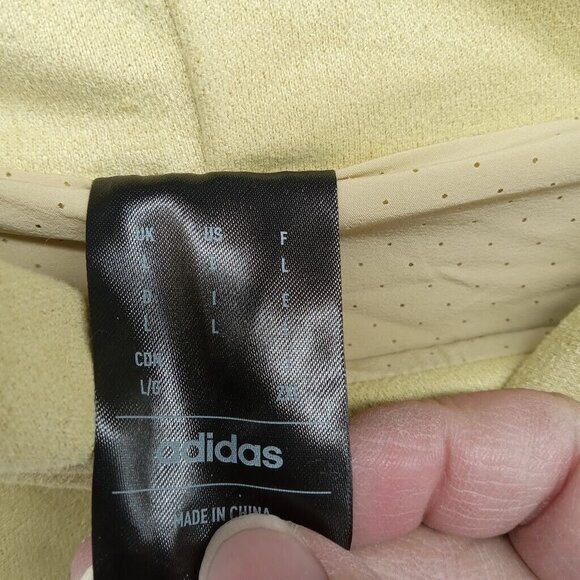 UK US F
L L
D I E
L L
CDN
L/G
adidas
MADE IN CHINA